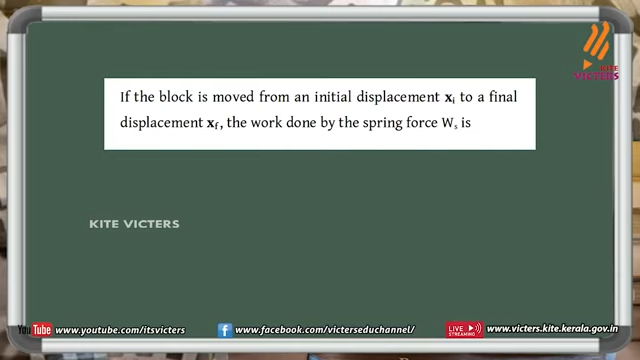 KITE
VICTERS
If the block is moved from an initial displacement xi to a final
displacement xf, the work done by the spring force Ws is
KITE VICTERS
YouTube www.youtube.com/itsvicters
f www.facebook.com/victerseduchannel/
LIVE STREAMING
www.victers.kite.kerala.gov.in